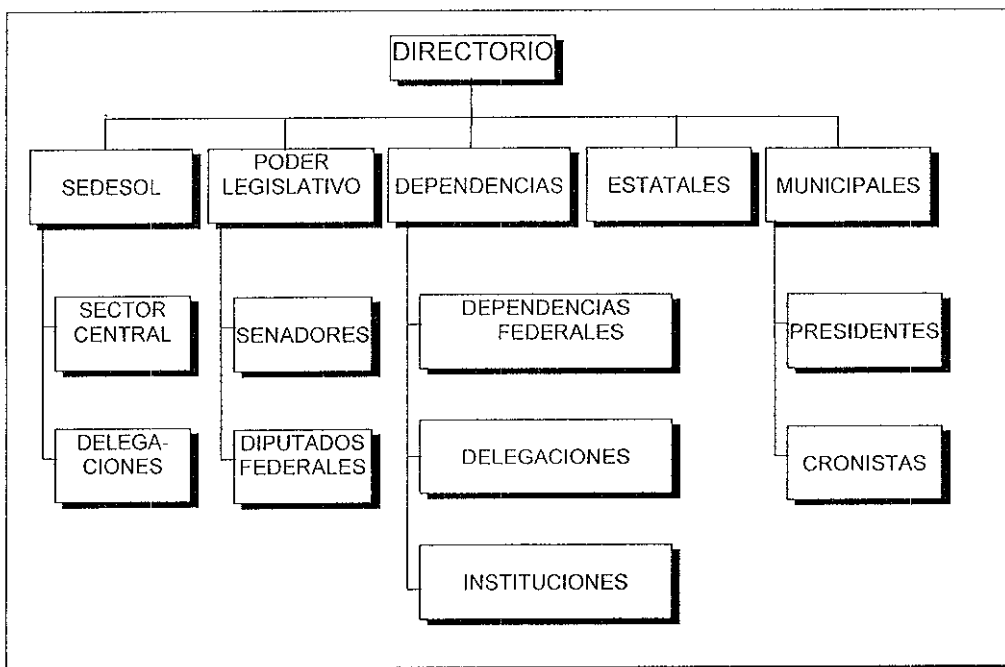 DIRECTORIO
SEDESOL
PODER
LEGISLATIVO
DEPENDENCIAS
ESTATALES
MUNICIPALES
SECTOR
CENTRAL
DELEGA-
CIONES
SENADORES
DIPUTADOS
FEDERALES
DEPENDENCIAS
FEDERALES
DELEGACIONES
INSTITUCIONES
PRESIDENTES
CRONISTAS